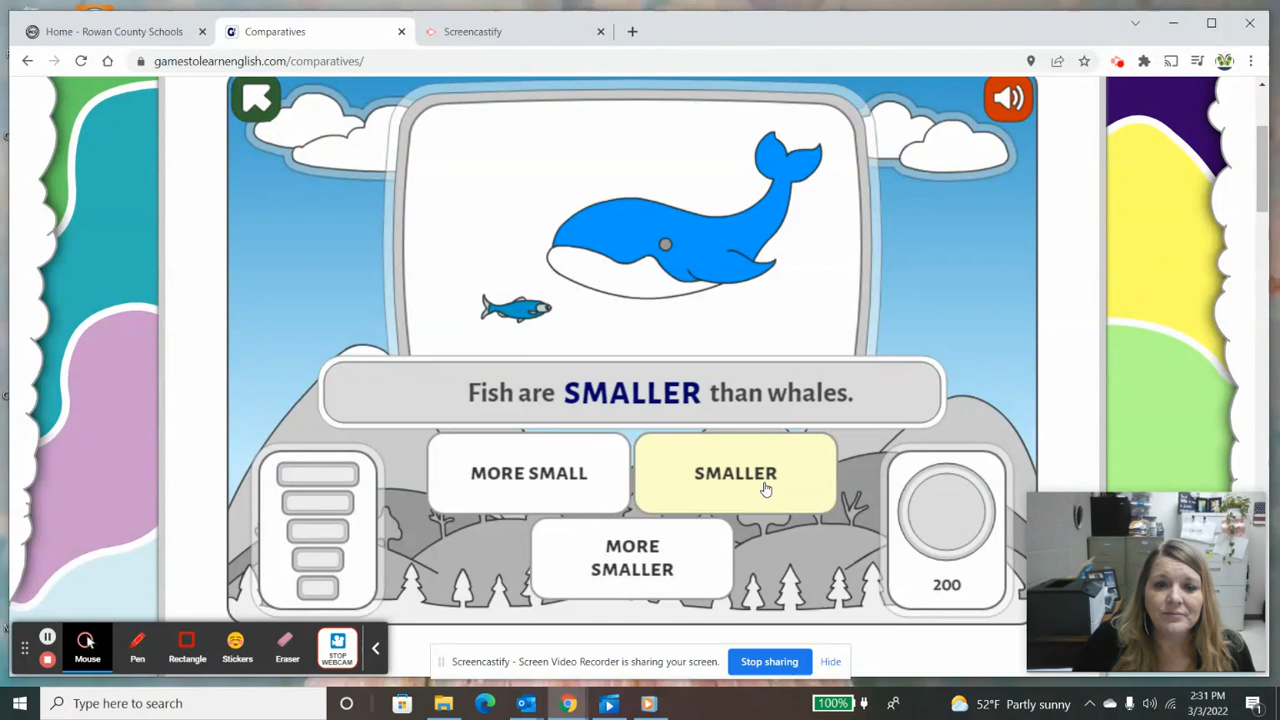 Home - Rowan County Schools
Comparatives
Screencastify
gamestolearnenglish.com/comparatives/
Fish are SMALLER than whales.
MORE SMALL
SMALLER
MORE
SMALLER
200
Mouse
Pen
Rectangle
Stickers
Eraser
STOP
WEBCAM
Screencastify - Screen Video Recorder is sharing your screen.
Stop sharing
Hide
Type here to search
100%
52°F Partly sunny
2:31 PM
3/3/2022
1